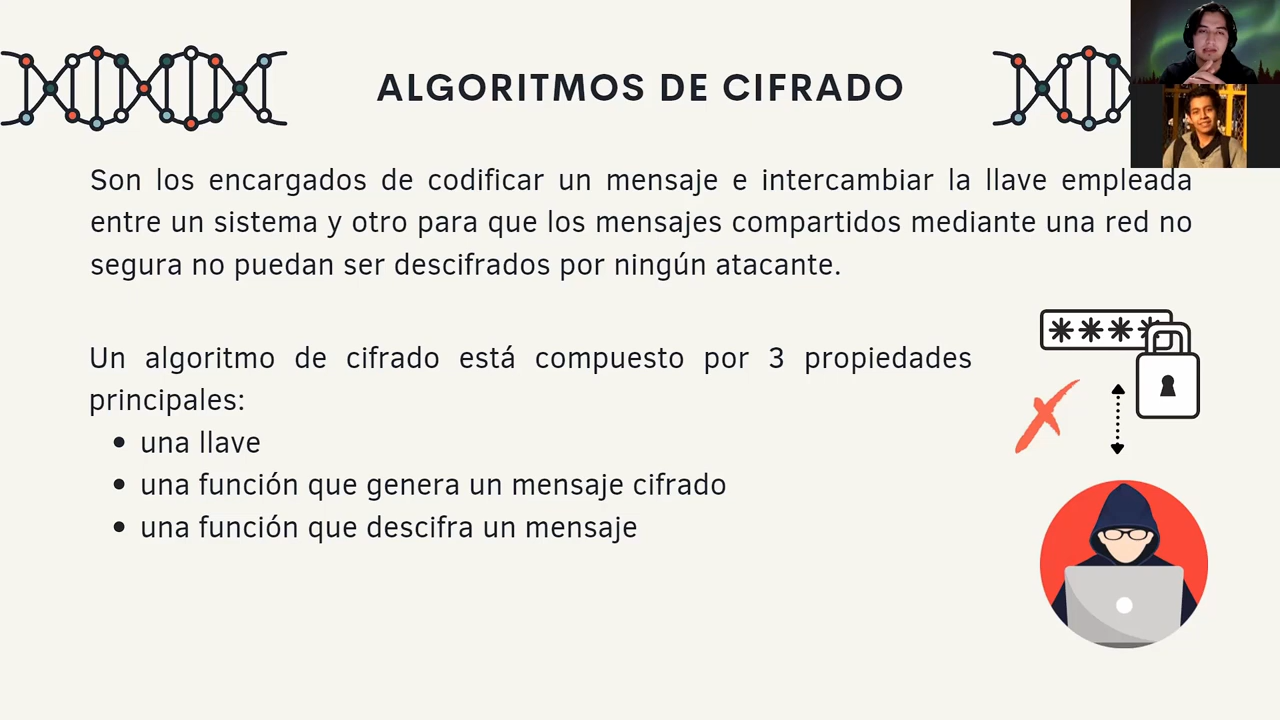 ALGORITMOS DE CIFRADO
Son los encargados de codificar un mensaje e intercambiar la llave empleada
entre un sistema y otro para que los mensajes compartidos mediante una red no
segura no puedan ser descifrados por ningún atacante.
Un algoritmo de cifrado está compuesto por 3 propiedades
principales:
• una llave
• una función que genera un mensaje cifrado
• una función que descifra un mensaje